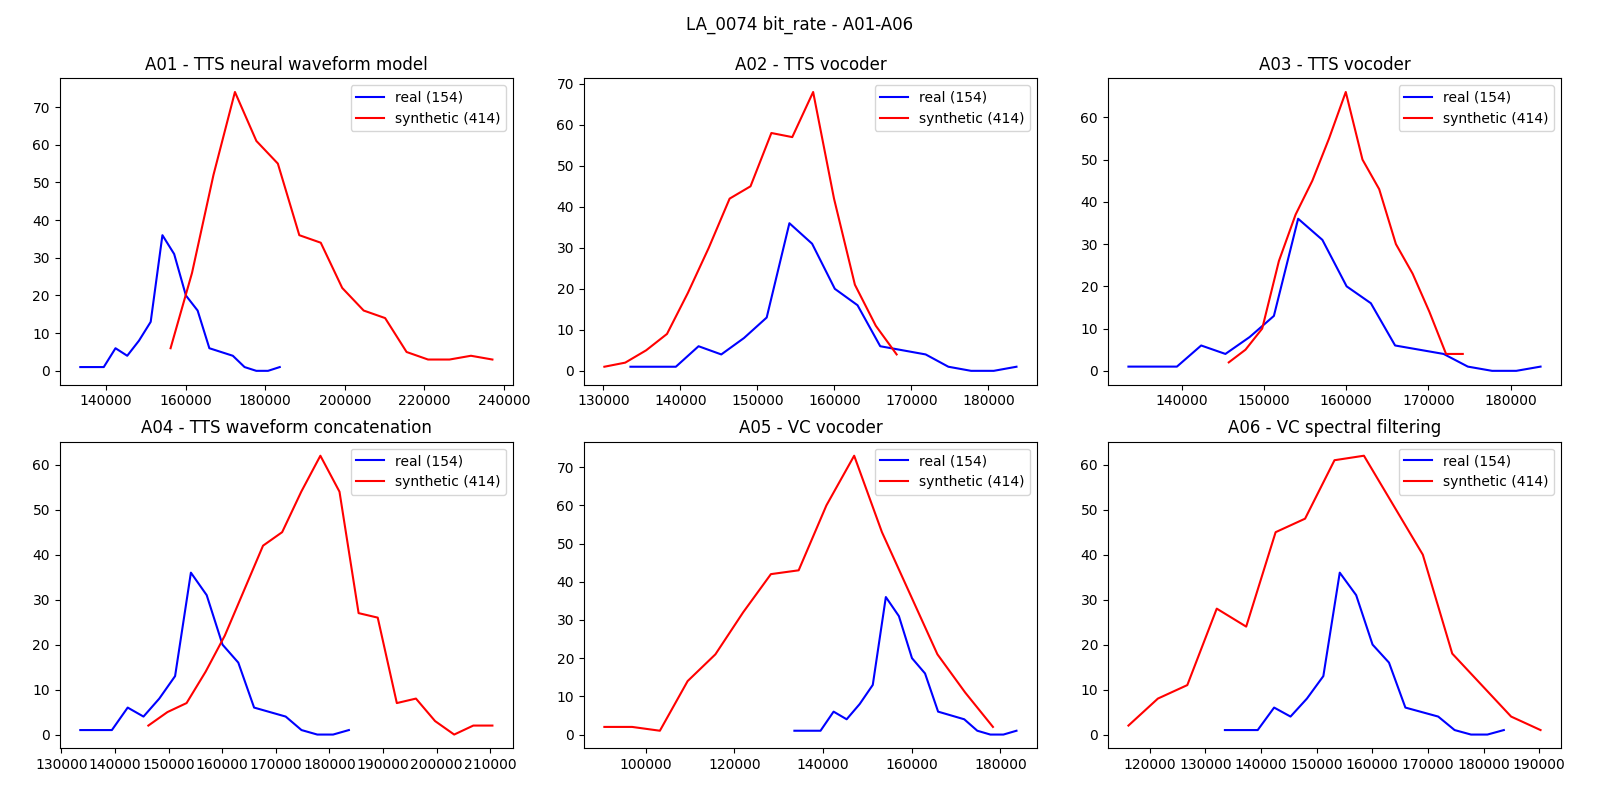 LA_0074 bit_rate - A01-A06
A01 - TTS neural waveform model
real (154)
synthetic (414)
70
60
50
40
30
20
10
0
140000 160000 180000 200000 220000 240000
A02 - TTS vocoder
real (154)
synthetic (414)
70
60
50
40
30
20
10
0
130000 140000 150000 160000 170000 180000
A03 - TTS vocoder
real (154)
synthetic (414)
60
50
40
30
20
10
0
140000 150000 160000 170000 180000
A04 - TTS waveform concatenation
real (154)
synthetic (414)
60
50
40
30
20
10
0
130000 140000 150000 160000 170000 180000 190000 200000 210000
A05 - VC vocoder
real (154)
synthetic (414)
70
60
50
40
30
20
10
0
100000 120000 140000 160000 180000
A06 - VC spectral filtering
real (154)
synthetic (414)
60
50
40
30
20
10
0
120000 130000 140000 150000 160000 170000 180000 190000